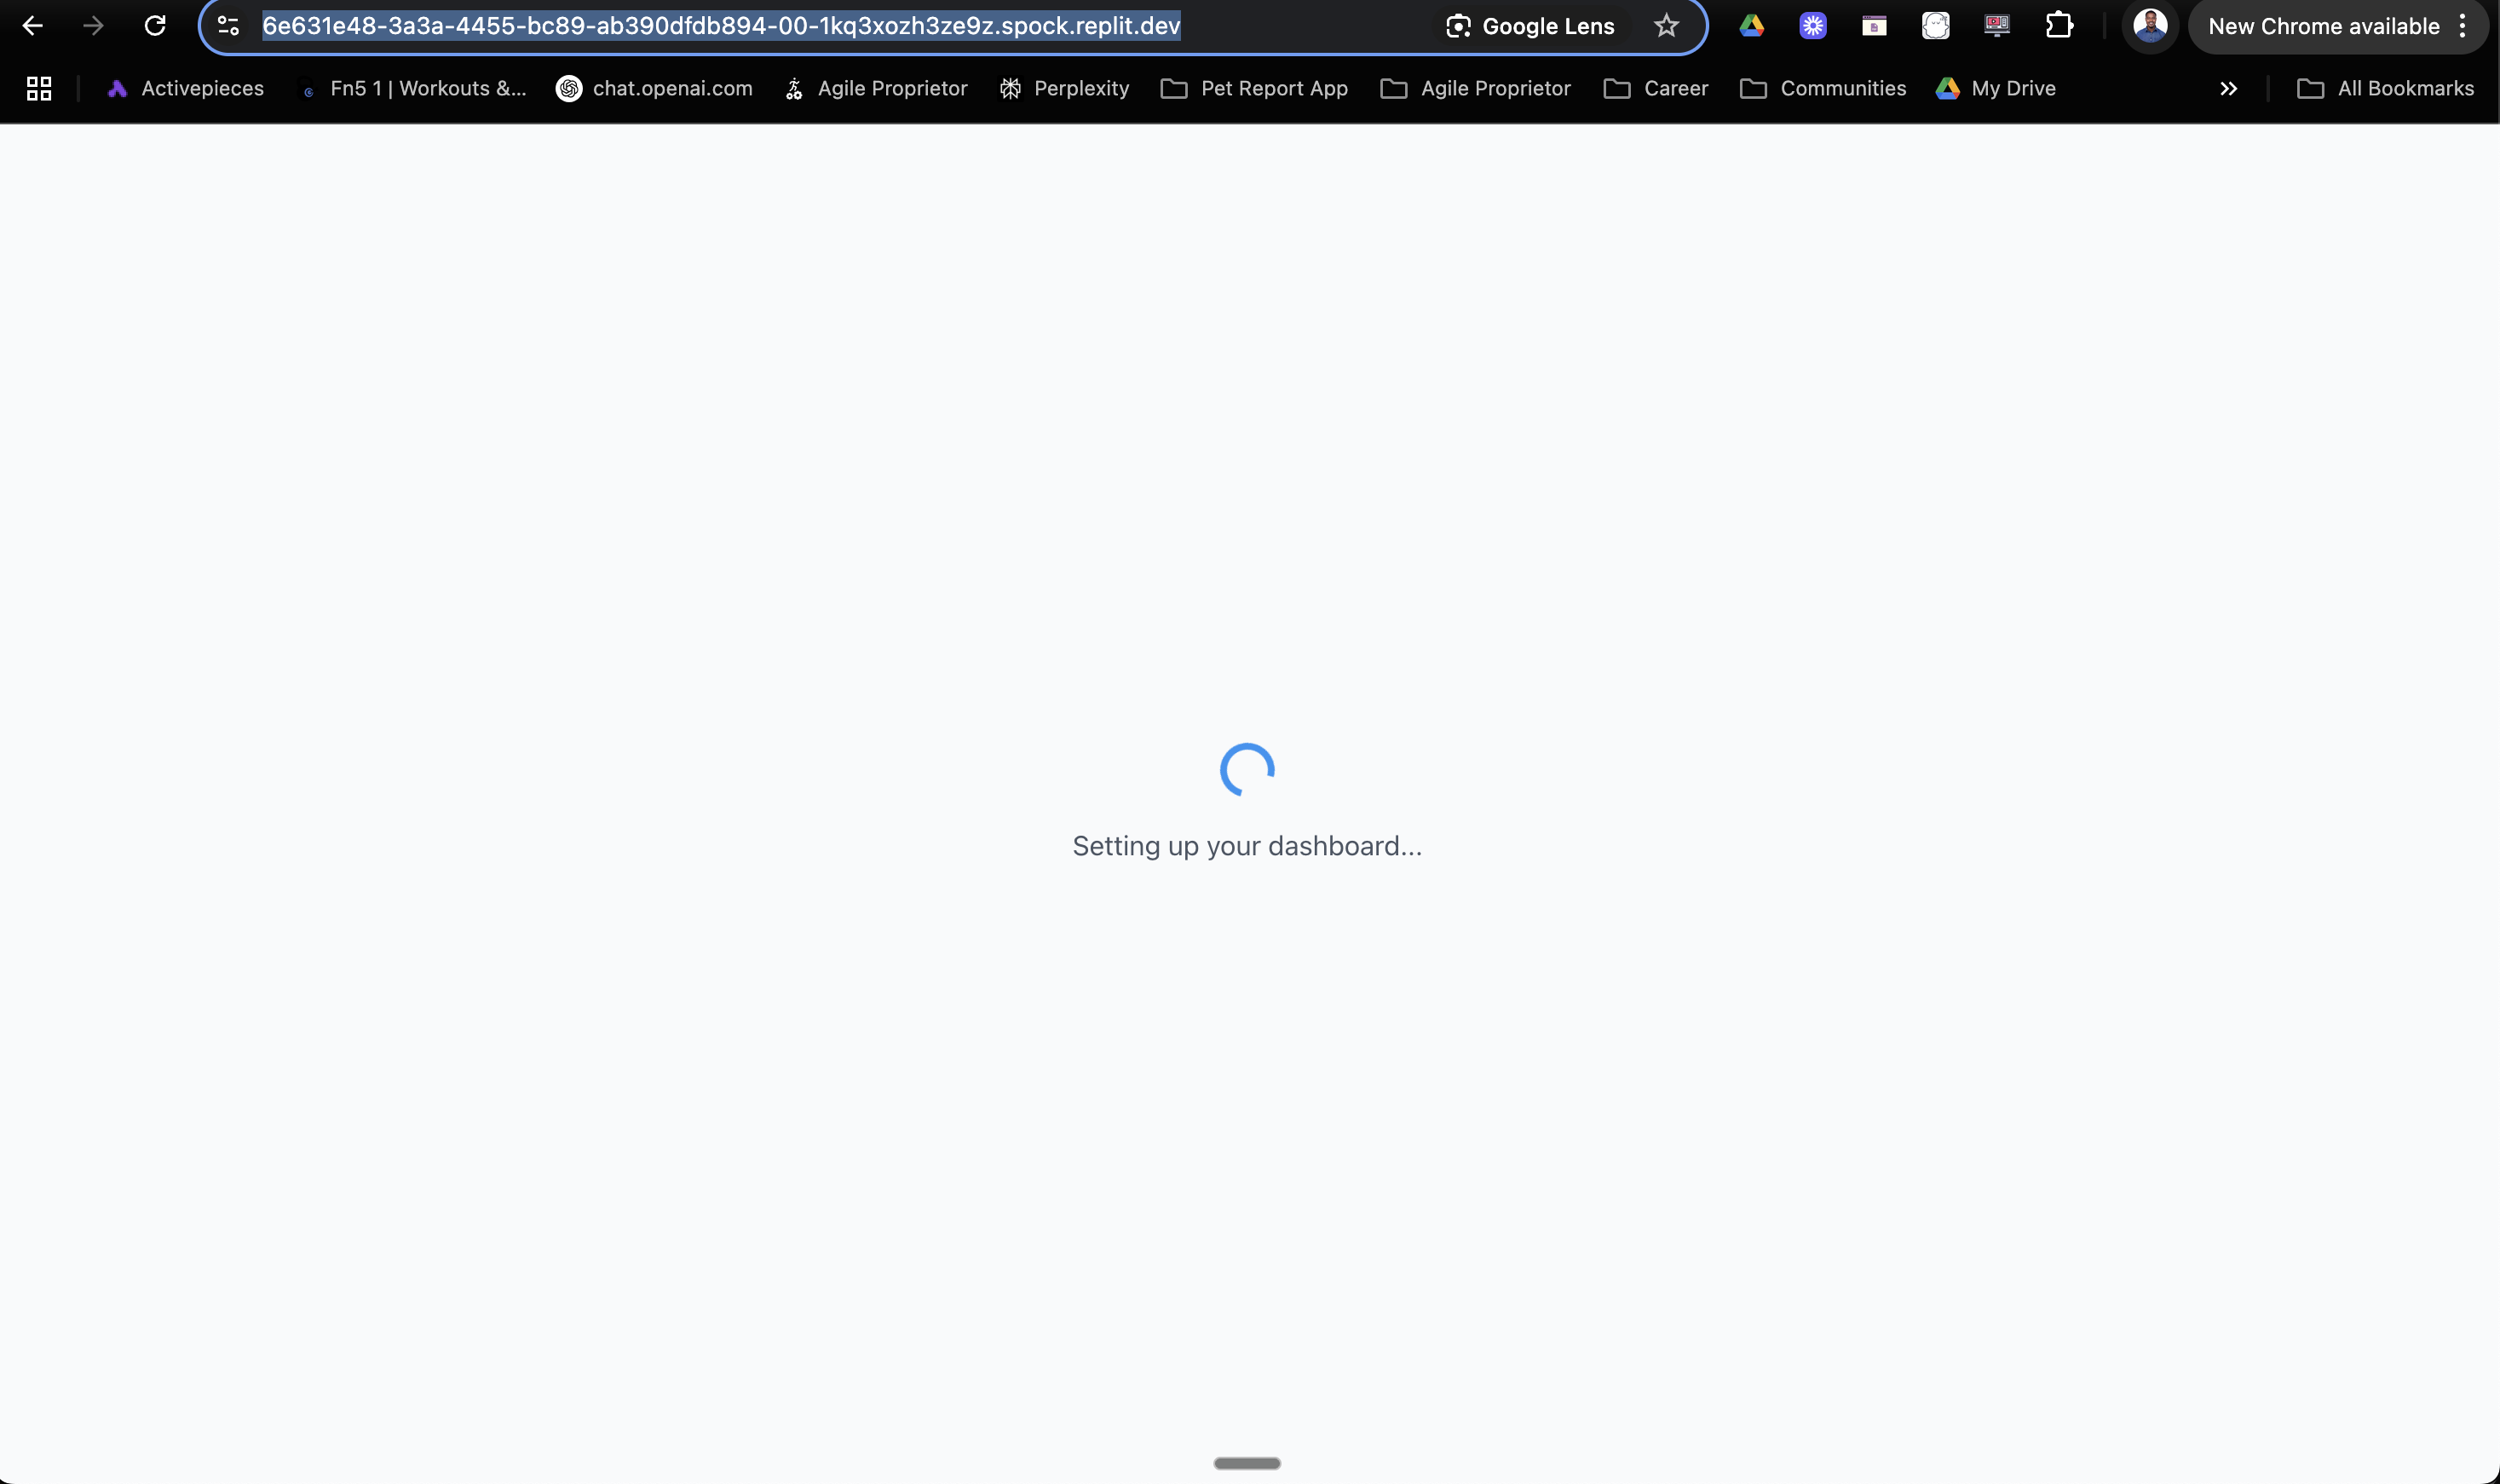 6e631e48-3a3a-4455-bc89-ab390dfdb894-00-1kq3xozh3ze9z.spock.replit.dev Google Lens New Chrome available
Activepieces Fn5 1 | Workouts &... chat.openai.com Agile Proprietor Perplexity Pet Report App Agile Proprietor Career Communities My Drive All Bookmarks
Setting up your dashboard...